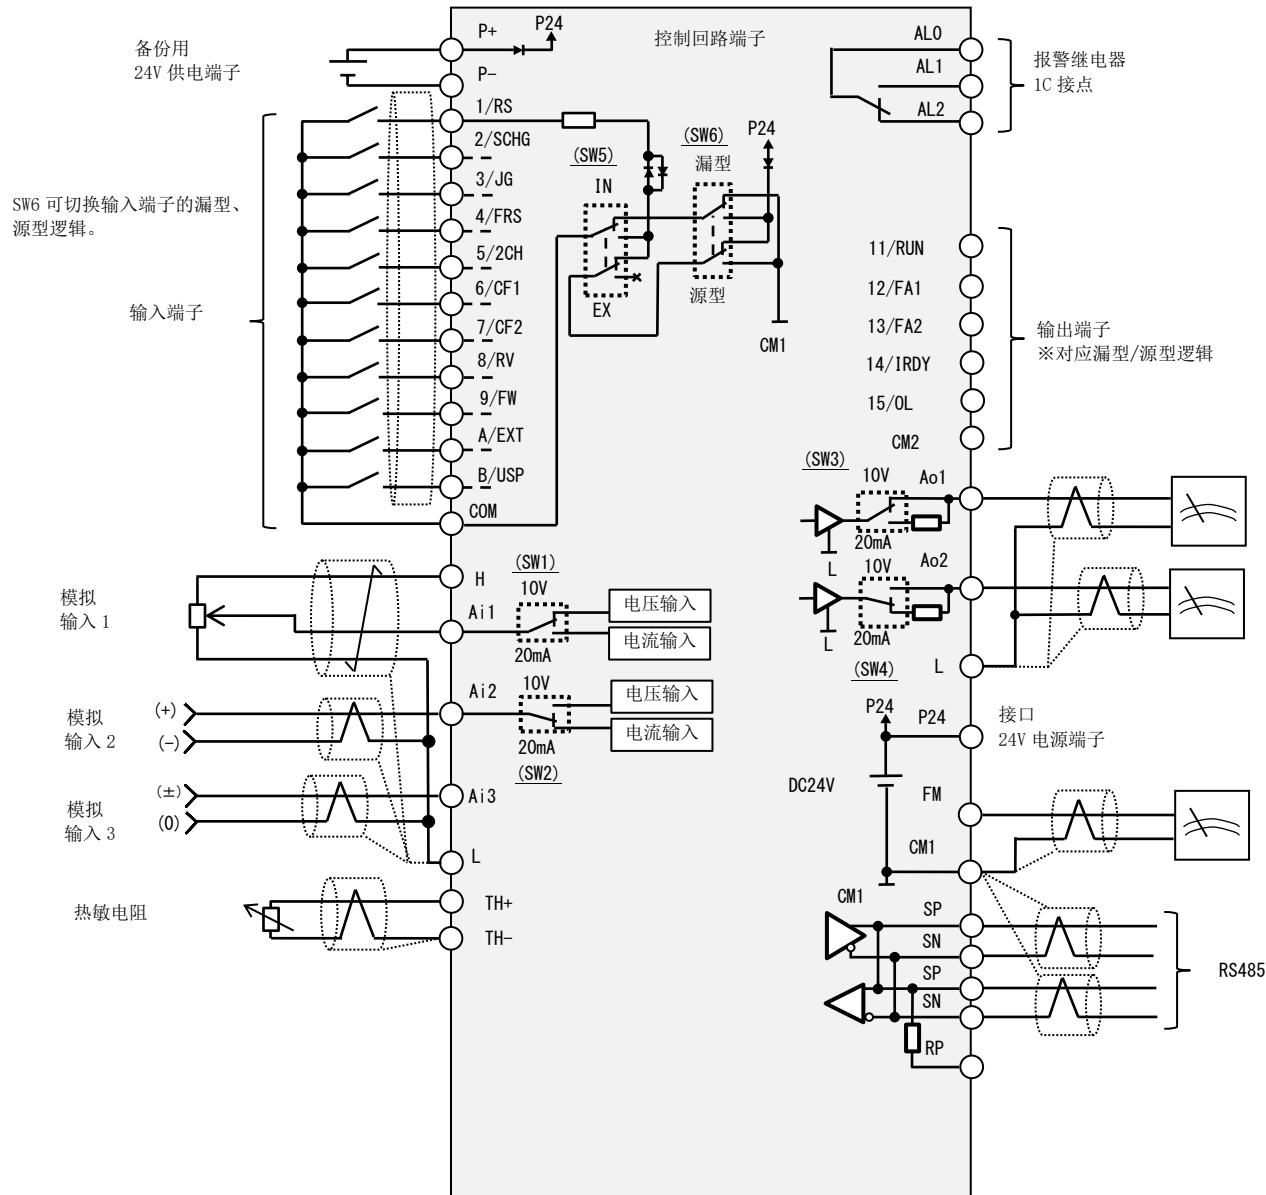 控制回路端子
备份用
24V 供电端子
P+
P24
P-
1/RS
2/SCHG
3/JG
4/FRS
5/2CH
6/CF1
7/CF2
8/RV
9/FW
A/EXT
B/USP
COM
SW6 可切换输入端子的漏型、
源型逻辑。
输入端子
(SW5)
IN
EX
(SW6)
漏型
源型
P24
CM1
AL0
AL1
AL2
报警继电器
1C 接点
11/RUN
12/FA1
13/FA2
14/IRDY
15/OL
CM2
输出端子
※对应漏型/源型逻辑
(SW3)
10V
Ao1
20mA
L
10V
Ao2
20mA
L
(SW4)
L
模拟
输入 1
H
Ai1
(SW1)
10V
20mA
电压输入
电流输入
模拟
输入 2
(+)
(-)
Ai2
10V
20mA
(SW2)
电压输入
电流输入
模拟
输入 3
(±)
(0)
Ai3
L
热敏电阻
TH+
TH-
P24
P24
接口
24V 电源端子
DC24V
FM
CM1
CM1
SP
SN
SP
SN
RP
RS485